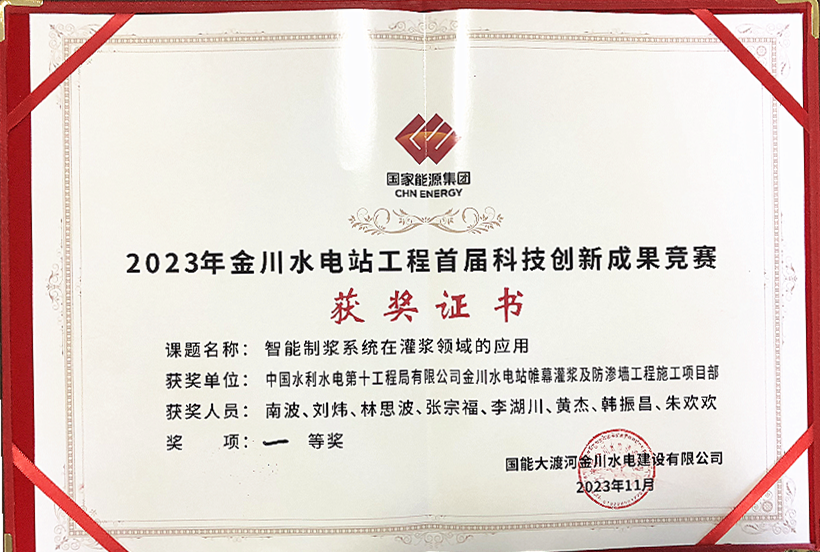 国家能源集团
CHN ENERGY
2023年金川水电站工程首届科技创新成果竞赛
获奖证书
课题名称：智能制浆系统在灌浆领域的应用
获奖单位：中国水利水电第十工程局有限公司金川水电站帷幕灌浆及防渗墙工程施工项目部
获奖人员：南波、刘炜、林思波、张宗福、李湖川、黄杰、韩振昌、朱欢欢
奖 项：一 等奖
国能大渡河金川水电建设有限公司
2023年11月